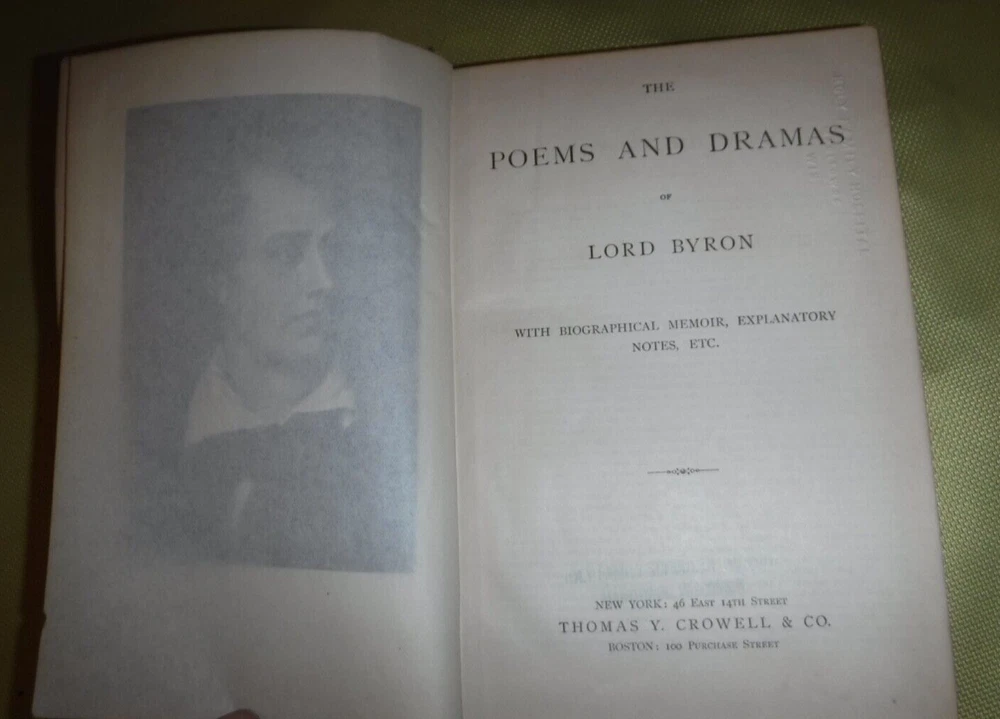 THE
POEMS AND DRAMAS
OF
LORD BYRON
WITH BIOGRAPHICAL MEMOIR, EXPLANATORY
NOTES, ETC.
NEW YORK: 46 EAST 14TH STREET
THOMAS Y. CROWELL & CO.
BOSTON: 100 PURCHASE STREET